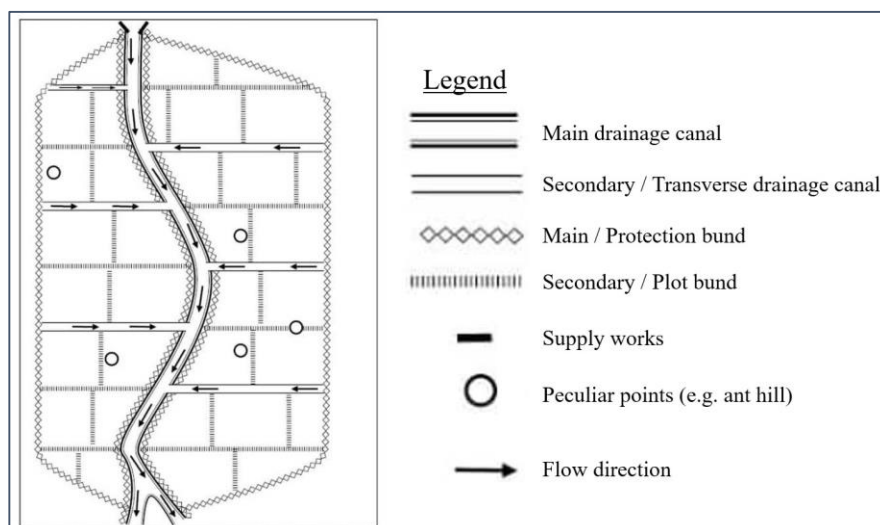 Legend
Main drainage canal
Secondary / Transverse drainage canal
Main / Protection bund
Secondary / Plot bund
Supply works
Peculiar points (e.g. ant hill)
Flow direction